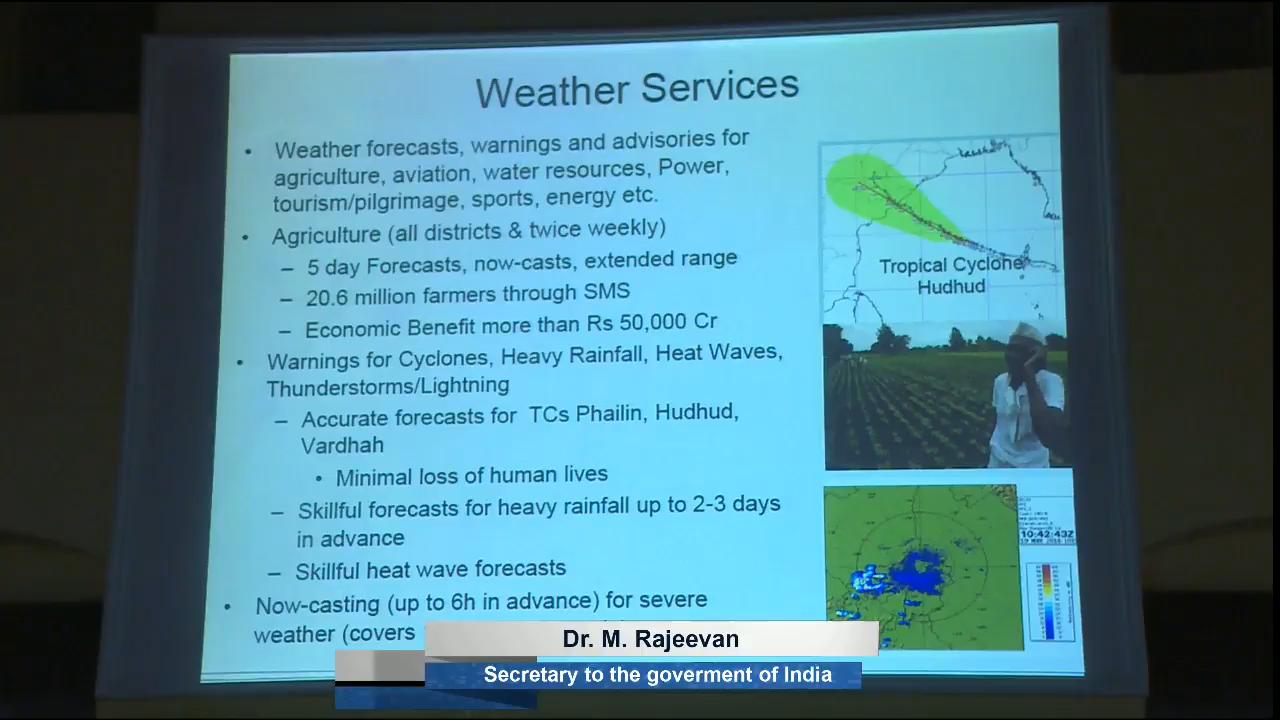 Weather Services
• Weather forecasts, warnings and advisories for
agriculture, aviation, water resources, Power,
tourism/pilgrimage, sports, energy etc.
• Agriculture (all districts & twice weekly)
– 5 day Forecasts, now-casts, extended range
– 20.6 million farmers through SMS
– Economic Benefit more than Rs 50,000 Cr
• Warnings for Cyclones, Heavy Rainfall, Heat Waves,
Thunderstorms/Lightning
– Accurate forecasts for TCs Phailin, Hudhud,
Vardhah
• Minimal loss of human lives
– Skillful forecasts for heavy rainfall up to 2-3 days
in advance
– Skillful heat wave forecasts
• Now-casting (up to 6h in advance) for severe
weather (covers
Tropical Cyclone
Hudhud
10:42:43Z
Dr. M. Rajeevan
Secretary to the goverment of India